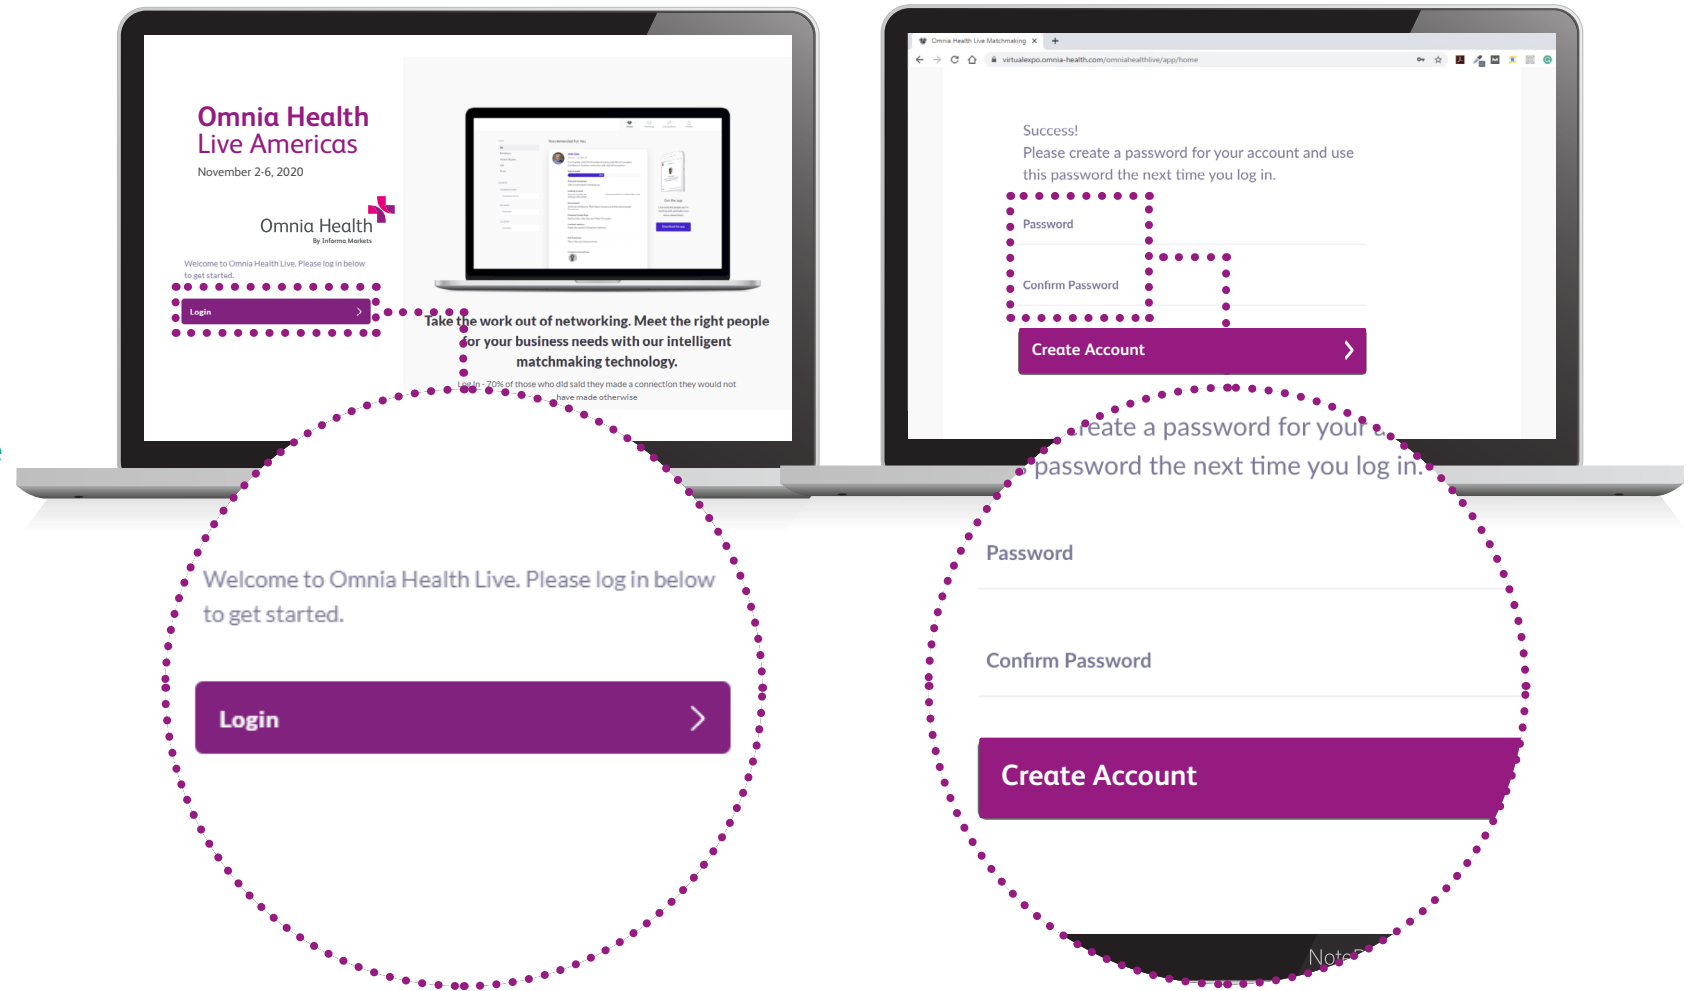 Omnia Health
Live Americas
November 2-6, 2020
Omnia Health
By Informa Markets
Welcome to Omnia Health Live. Please log in below
to get started.
Login
Recommended For You
Take the work out of networking. Meet the right people
for your business needs with our intelligent
matchmaking technology.
Log in - 70% of those who did said they made a connection they would not
have made otherwise
Welcome to Omnia Health Live. Please log in below
to get started.
Login
Omnia Health Live Matchmaking
virtualexpo.omnia-health.com/omniahealthlive/app/home
Success!
Please create a password for your account and use
this password the next time you log in.
Password
Confirm Password
Create Account
create a password for your
password the next time you log in.
Password
Confirm Password
Create Account